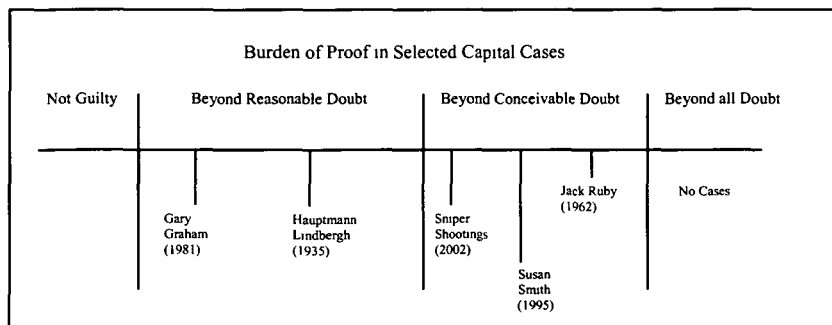 Burden of Proof in Selected Capital Cases
Not Guilty
Beyond Reasonable Doubt
Beyond Conceivable Doubt
Beyond all Doubt
Gary
Graham
(1981)
Hauptmann
Lindbergh
(1935)
Sniper
Shootings
(2002)
Susan
Smith
(1995)
Jack Ruby
(1962)
No Cases